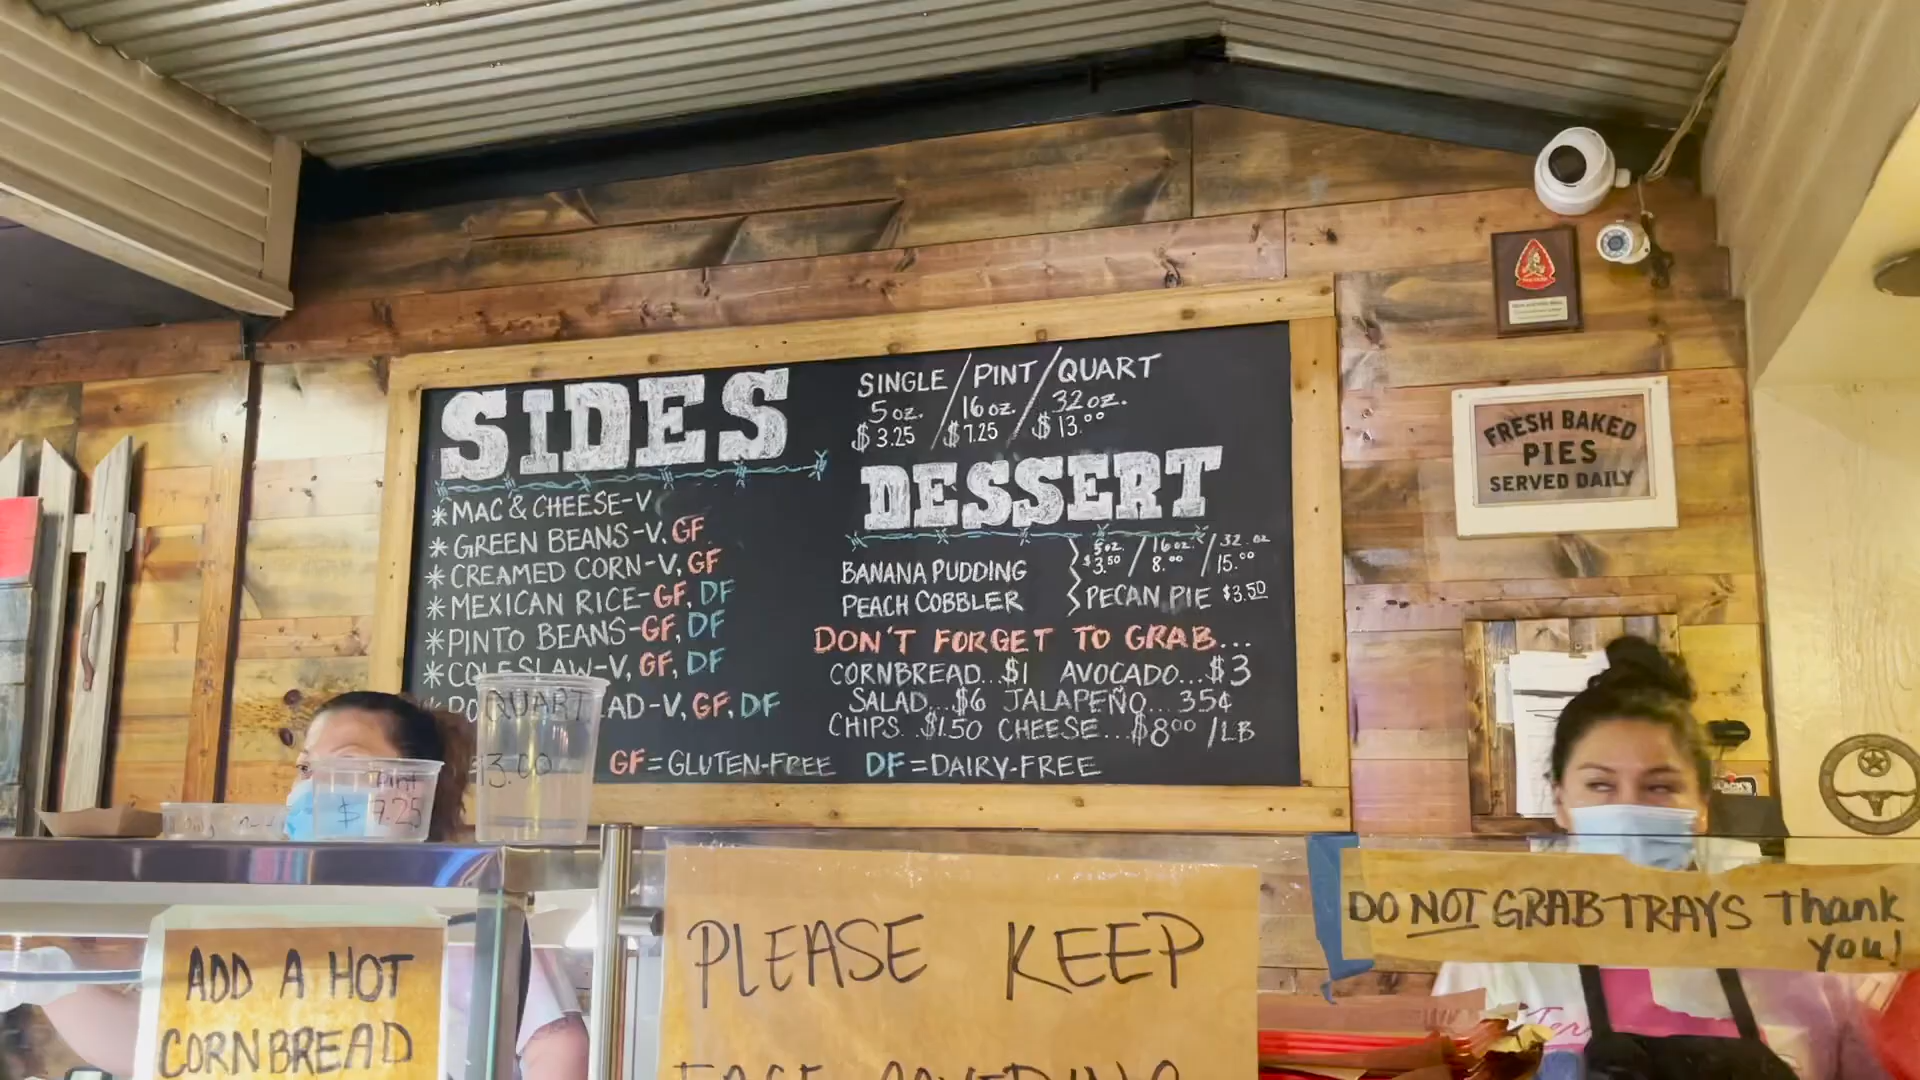 SIDES
* MAC & CHEESE-V
* GREEN BEANS-V, GF
* CREAMED CORN-V, GF
* MEXICAN RICE-GF, DF
* PINTO BEANS-GF, DF
* COLESLAW-V, GF, DF
AD-V, GF, DF
GF=GLUTEN-FREE DF=DAIRY-FREE
SINGLE/PINT/QUART
5 oz. / 16 oz. / 32 oz.
$3.25 / $7.25 / $13.00
DESSERT
5 oz. / 16 oz. / 32 oz
$3.50 / 8.00 / 15.00
BANANA PUDDING
PEACH COBBLER
PECAN PIE $3.50
DON'T FORGET TO GRAB...
CORNBREAD..$1 AVOCADO...$3
SALAD...$6 JALAPEÑO...35¢
CHIPS..$1.50 CHEESE...$8.00/LB
FRESH BAKED
PIES
SERVED DAILY
QUART
13.00
Pint
$7.25
ADD A HOT
CORNBREAD
PLEASE KEEP
FACE COVERING
DO NOT GRAB TRAYS Thank
you!